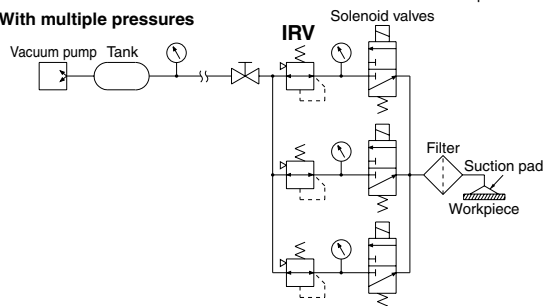 With multiple pressures
Solenoid valves
IRV
Vacuum pump Tank
Filter
Suction pad
Workpiece